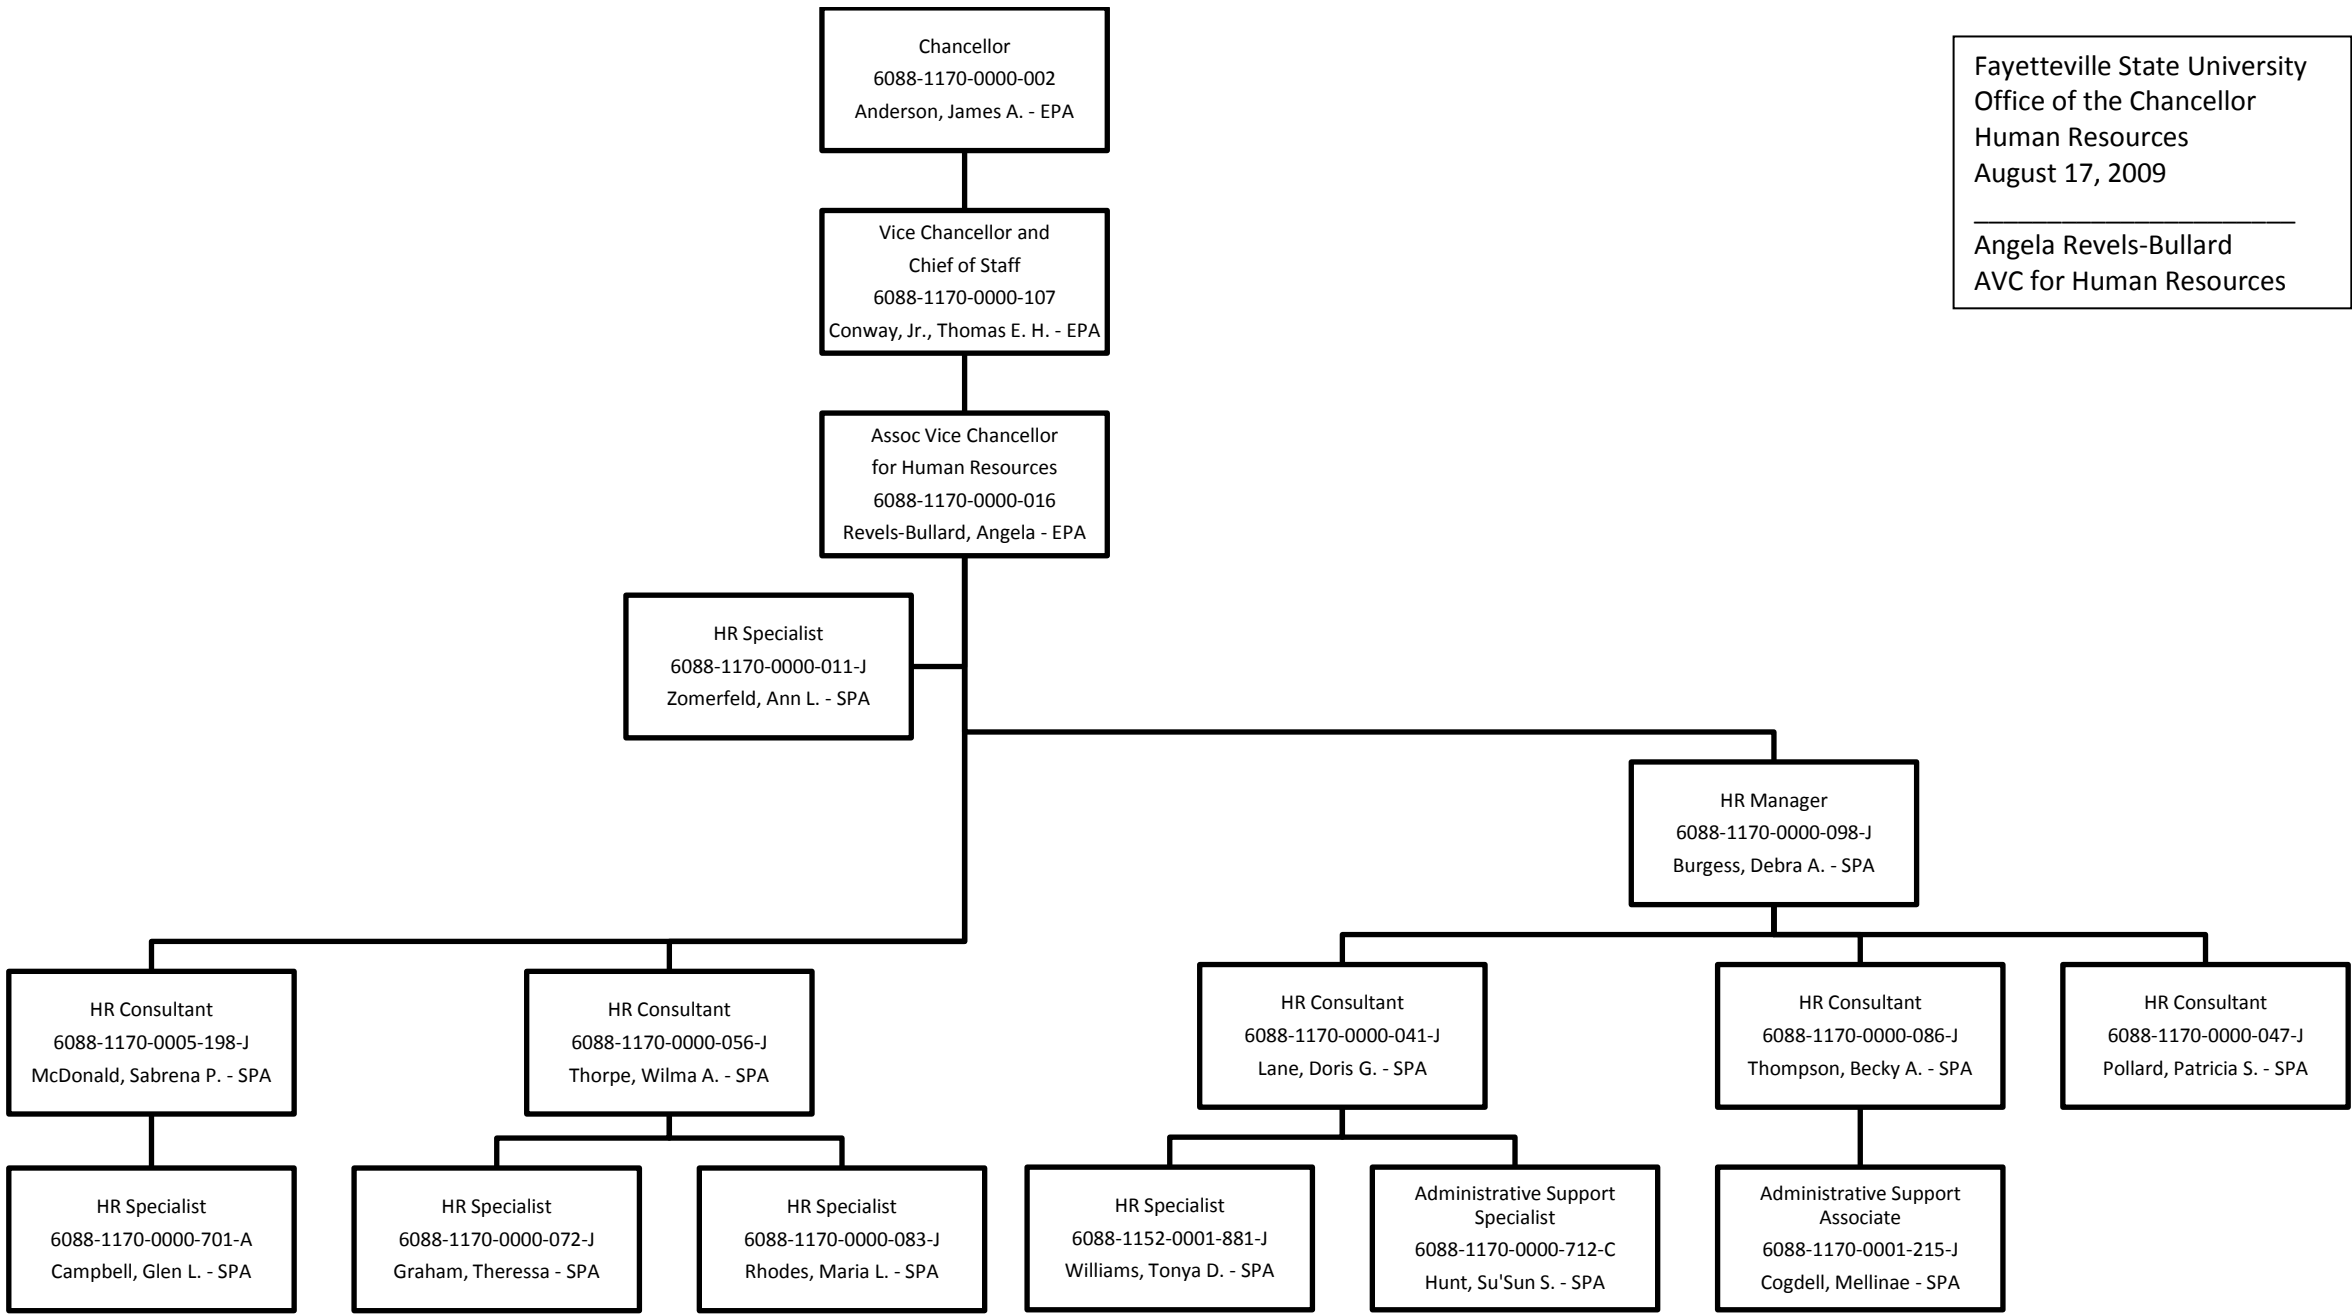 Chancellor
6088-1170-0000-002
Anderson, James A. - EPA
Fayetteville State University
Office of the Chancellor
Human Resources
August 17, 2009
______________________
Angela Revels-Bullard
AVC for Human Resources
Vice Chancellor and
Chief of Staff
6088-1170-0000-107
Conway, Jr., Thomas E. H. - EPA
Assoc Vice Chancellor
for Human Resources
6088-1170-0000-016
Revels-Bullard, Angela - EPA
HR Specialist
6088-1170-0000-011-J
Zomerfeld, Ann L. - SPA
HR Manager
6088-1170-0000-098-J
Burgess, Debra A. - SPA
HR Consultant
6088-1170-0005-198-J
McDonald, Sabrena P. - SPA
HR Consultant
6088-1170-0000-056-J
Thorpe, Wilma A. - SPA
HR Consultant
6088-1170-0000-041-J
Lane, Doris G. - SPA
HR Consultant
6088-1170-0000-086-J
Thompson, Becky A. - SPA
HR Consultant
6088-1170-0000-047-J
Pollard, Patricia S. - SPA
HR Specialist
6088-1170-0000-701-A
Campbell, Glen L. - SPA
HR Specialist
6088-1170-0000-072-J
Graham, Theressa - SPA
HR Specialist
6088-1170-0000-083-J
Rhodes, Maria L. - SPA
HR Specialist
6088-1152-0001-881-J
Williams, Tonya D. - SPA
Administrative Support
Specialist
6088-1170-0000-712-C
Hunt, Su'Sun S. - SPA
Administrative Support
Associate
6088-1170-0001-215-J
Cogdell, Mellinae - SPA